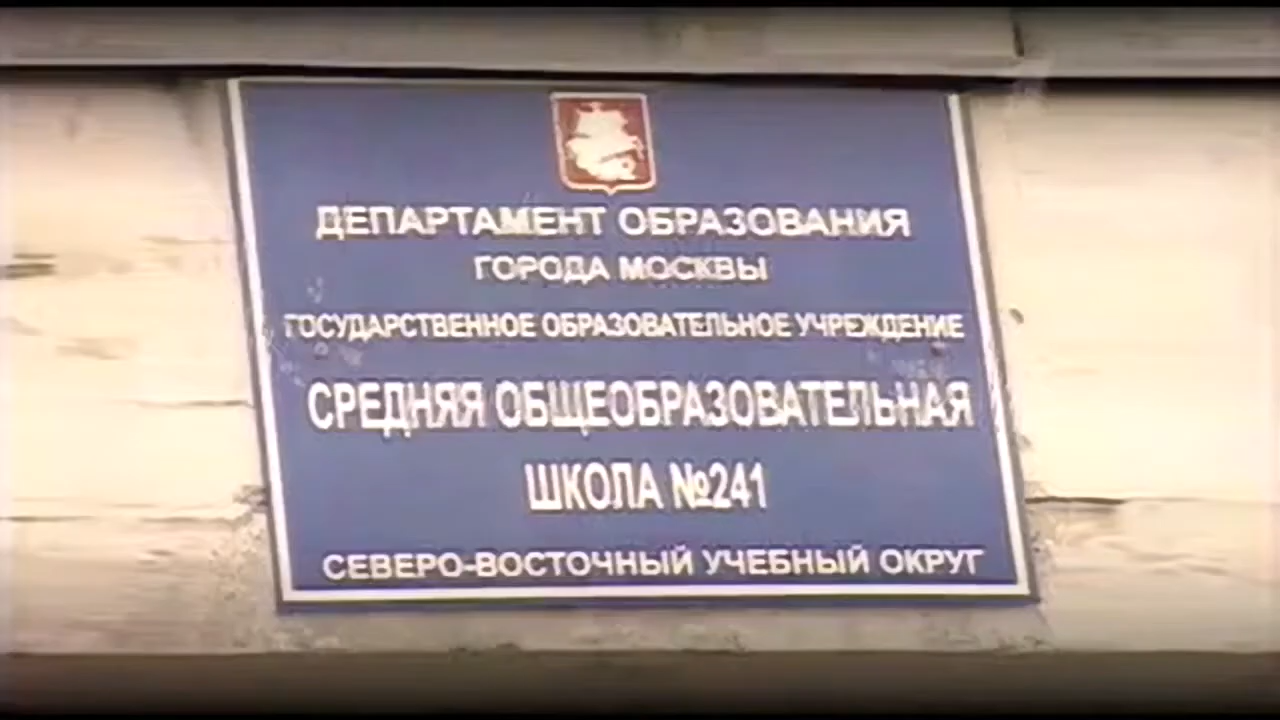 ДЕПАРТАМЕНТ ОБРАЗОВАНИЯ
ГОРОДА МОСКВЫ
ГОСУДАРСТВЕННОЕ ОБРАЗОВАТЕЛЬНОЕ УЧРЕЖДЕНИЕ
СРЕДНЯЯ ОБЩЕОБРАЗОВАТЕЛЬНАЯ
ШКОЛА №241
СЕВЕРО-ВОСТОЧНЫЙ УЧЕБНЫЙ ОКРУГ